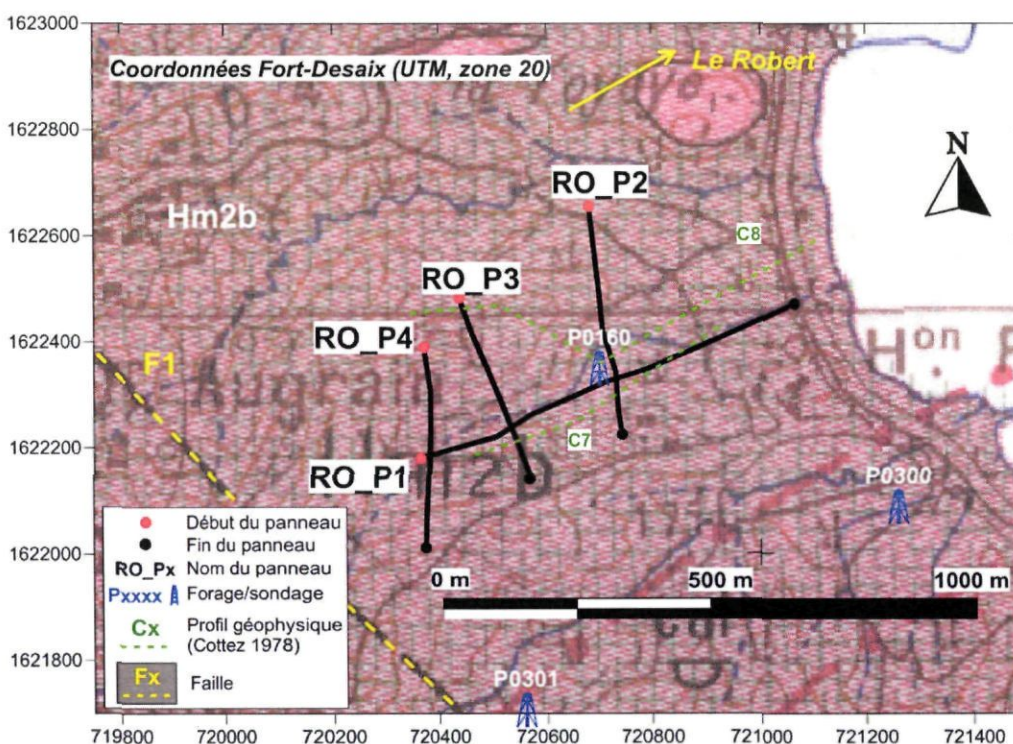 1623000
Coordonnées Fort-Desaix (UTM, zone 20)
Le Robert
1622800
N
RO_P2
Hm2b
1622600
C8
RO_P3
P0160
1622400
RO_P4
Hon
F1
C7
1622200
RO_P1
P0300
Début du panneau
Fin du panneau
1622000
RO_Px Nom du panneau
0 m 500 m 1000 m
Pxxxx Forage/sondage
Cx Profil géophysique
(Cottez 1978)
1621800
P0301
Fx Faille
719800 720000 720200 720400 720600 720800 721000 721200 721400